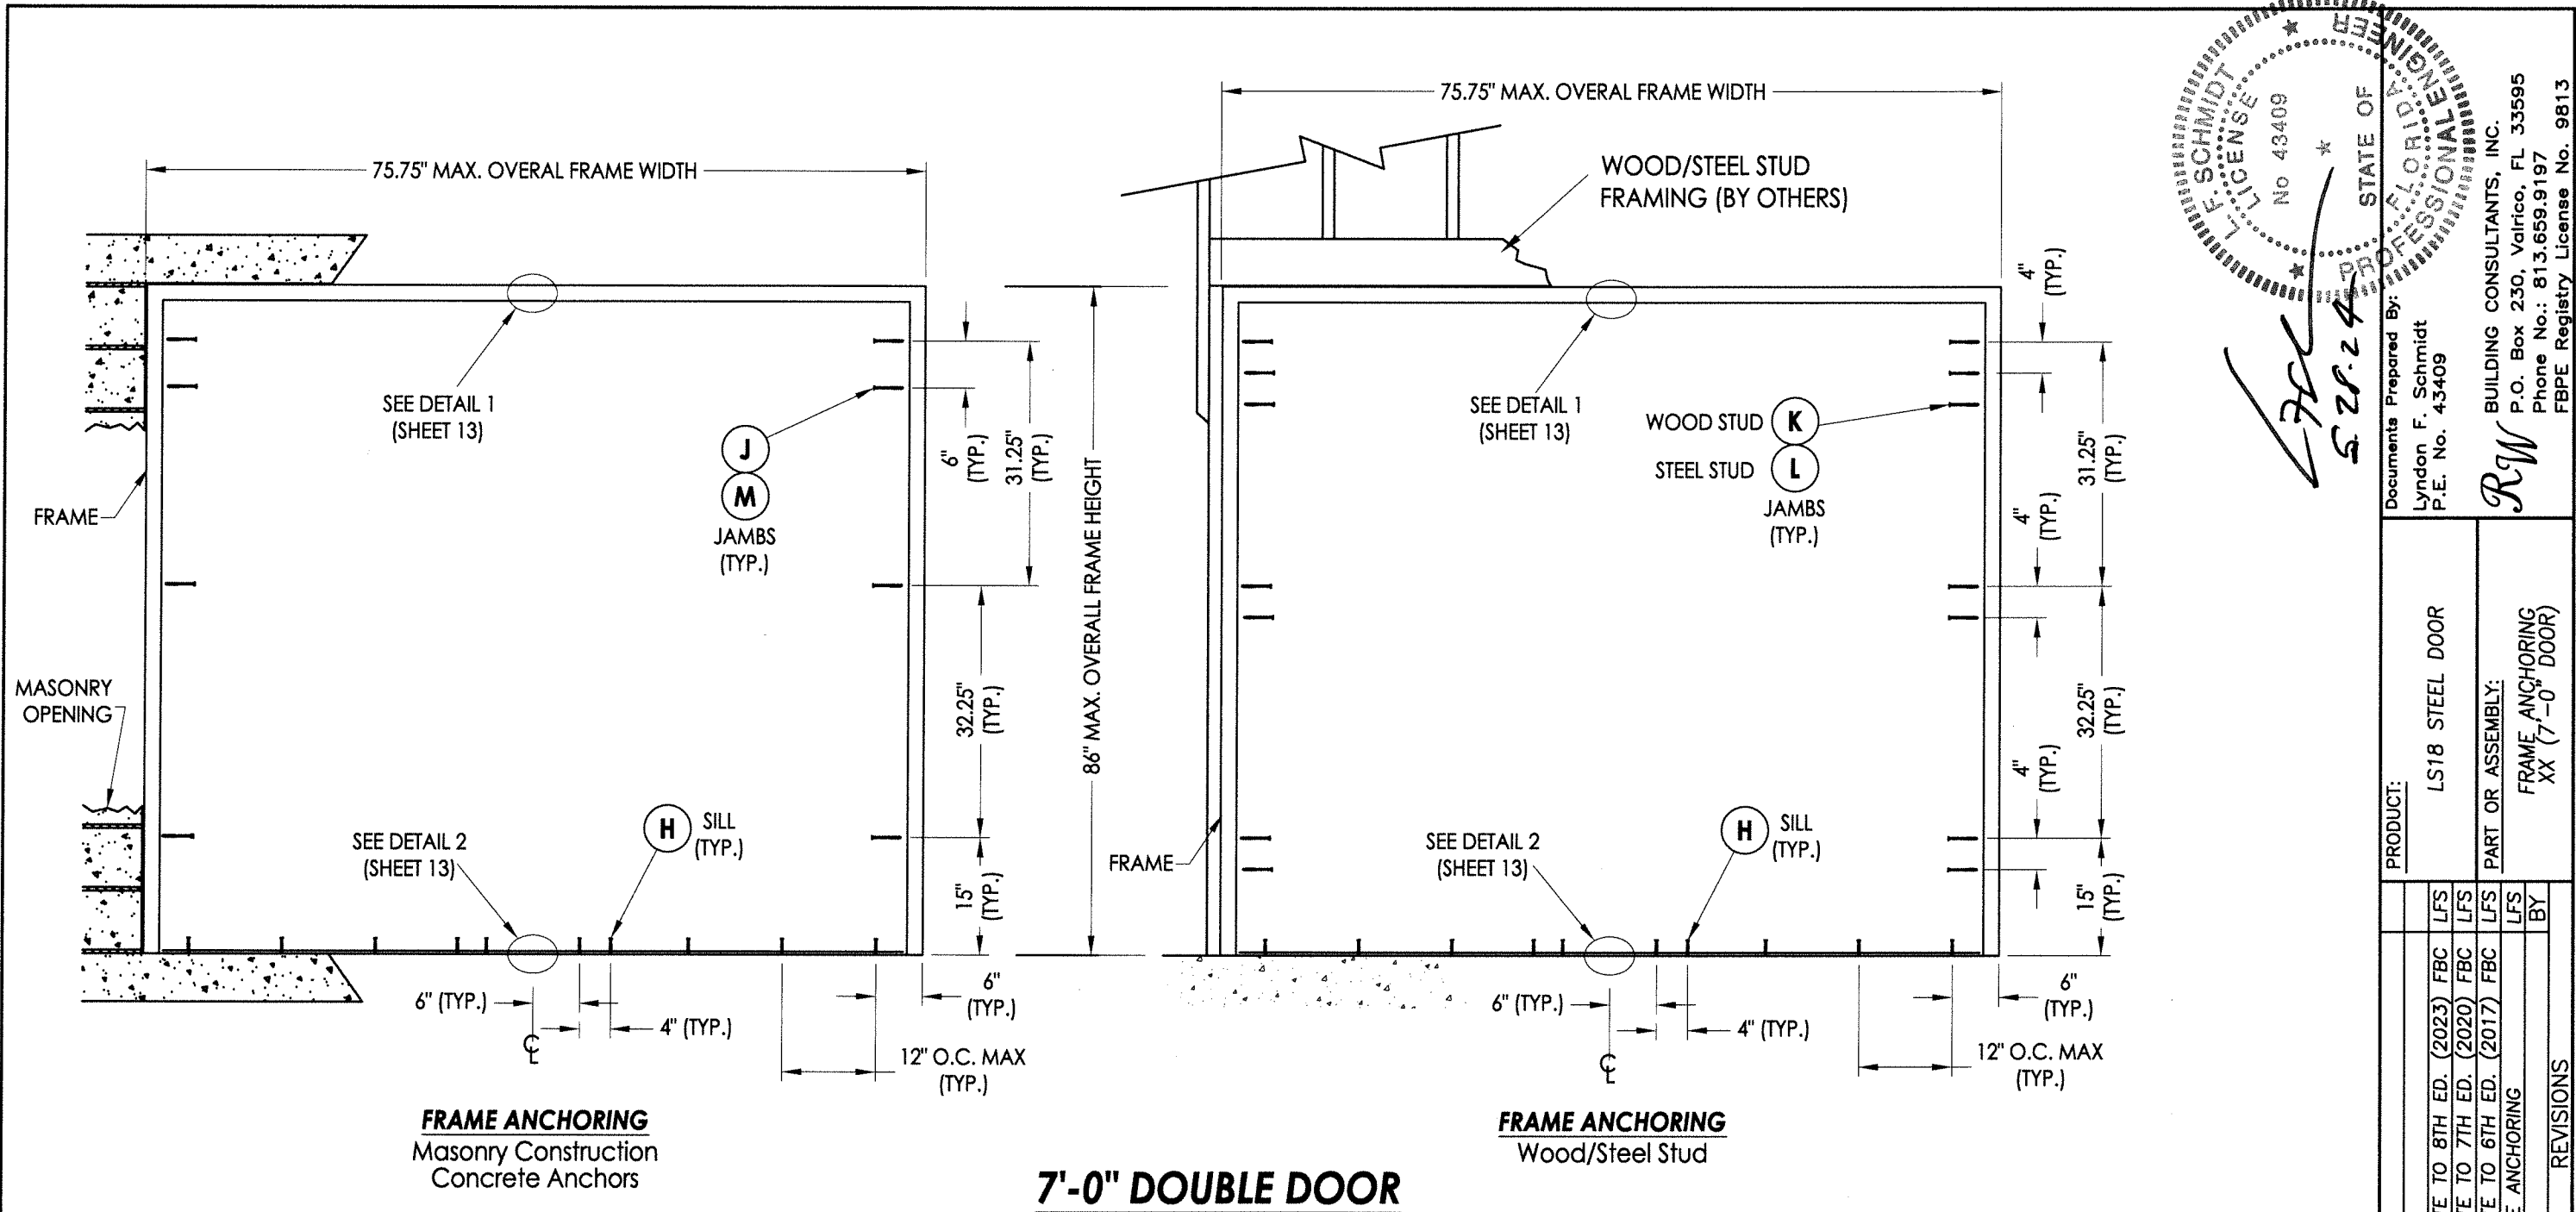 75.75" MAX. OVERAL FRAME WIDTH
SEE DETAIL 1
(SHEET 13)
J
M
JAMBS
(TYP.)
6"
(TYP.)
31.25"
(TYP.)
FRAME
MASONRY
OPENING
32.25"
(TYP.)
SEE DETAIL 2
(SHEET 13)
H
SILL
(TYP.)
15"
(TYP.)
6" (TYP.)
6"
(TYP.)
4" (TYP.)
℄
12" O.C. MAX
(TYP.)
FRAME ANCHORING
Masonry Construction
Concrete Anchors
86" MAX. OVERALL FRAME HEIGHT
75.75" MAX. OVERAL FRAME WIDTH
WOOD/STEEL STUD
FRAMING (BY OTHERS)
4"
(TYP.)
SEE DETAIL 1
(SHEET 13)
WOOD STUD
K
STEEL STUD
L
JAMBS
(TYP.)
31.25"
(TYP.)
4"
(TYP.)
32.25"
(TYP.)
4"
(TYP.)
FRAME
SEE DETAIL 2
(SHEET 13)
H
SILL
(TYP.)
15"
(TYP.)
6" (TYP.)
6"
(TYP.)
4" (TYP.)
℄
12" O.C. MAX
(TYP.)
FRAME ANCHORING
Wood/Steel Stud
7'-0" DOUBLE DOOR
L. F. SCHMIDT
LICENSE
No 43409
STATE OF
FLORIDA
PROFESSIONAL ENGINEER
5.28.24
Documents Prepared By:
Lyndon F. Schmidt
P.E. No. 43409
RW
BUILDING CONSULTANTS, INC.
P.O. Box 230, Valrico, FL 33595
Phone No.: 813.659.9197
FBPE Registry License No. 9813
PRODUCT:
LS18 STEEL DOOR
PART OR ASSEMBLY:
FRAME ANCHORING
XX (7'-0" DOOR)
TO 8TH ED. (2023) FBC LFS
TO 7TH ED. (2020) FBC LFS
TO 6TH ED. (2017) FBC LFS
ANCHORING LFS
BY
REVISIONS